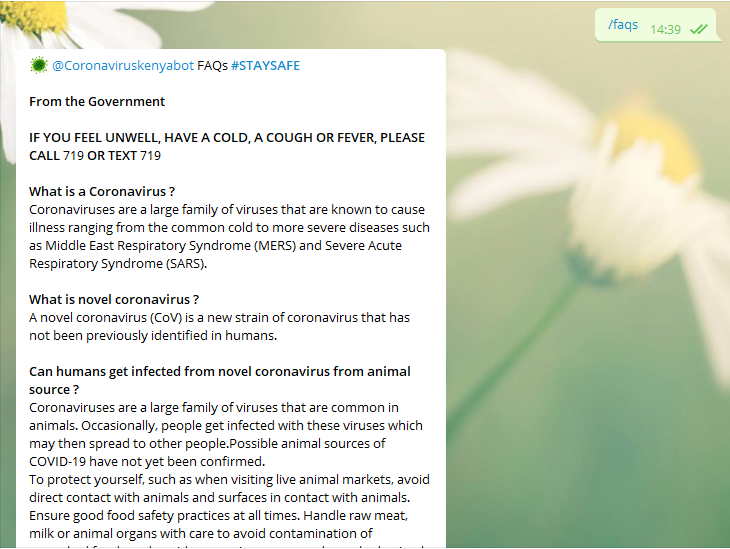 /faqs 14:39
@Coronaviruskenyabot FAQs #STAYSAFE
From the Government
IF YOU FEEL UNWELL, HAVE A COLD, A COUGH OR FEVER, PLEASE
CALL 719 OR TEXT 719
What is a Coronavirus ?
Coronaviruses are a large family of viruses that are known to cause
illness ranging from the common cold to more severe diseases such
as Middle East Respiratory Syndrome (MERS) and Severe Acute
Respiratory Syndrome (SARS).
What is novel coronavirus ?
A novel coronavirus (CoV) is a new strain of coronavirus that has
not been previously identified in humans.
Can humans get infected from novel coronavirus from animal
source ?
Coronaviruses are a large family of viruses that are common in
animals. Occasionally, people get infected with these viruses which
may then spread to other people.Possible animal sources of
COVID-19 have not yet been confirmed.
To protect yourself, such as when visiting live animal markets, avoid
direct contact with animals and surfaces in contact with animals.
Ensure good food safety practices at all times. Handle raw meat,
milk or animal organs with care to avoid contamination of